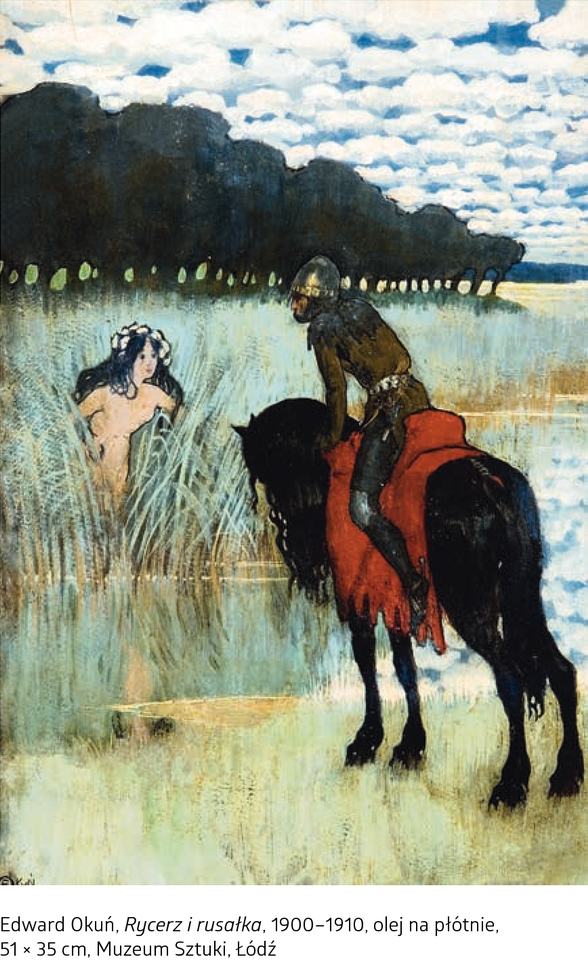 Edward Okuń, Rycerz i rusałka, 1900–1910, olej na płótnie,
51 × 35 cm, Muzeum Sztuki, Łódź